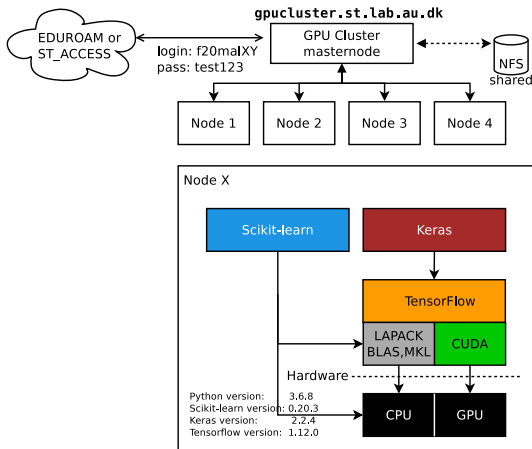 gpucluster.st.lab.au.dk
EDUROAM or
ST_ACCESS
login: f20malXY
pass: test123
GPU Cluster
masternode
NFS
shared
Node 1
Node 2
Node 3
Node 4
Node X
Scikit-learn
Keras
TensorFlow
LAPACK
BLAS,MKL
CUDA
Hardware
CPU
GPU
Python version: 3.6.8
Scikit-learn version: 0.20.3
Keras version: 2.2.4
Tensorflow version: 1.12.0